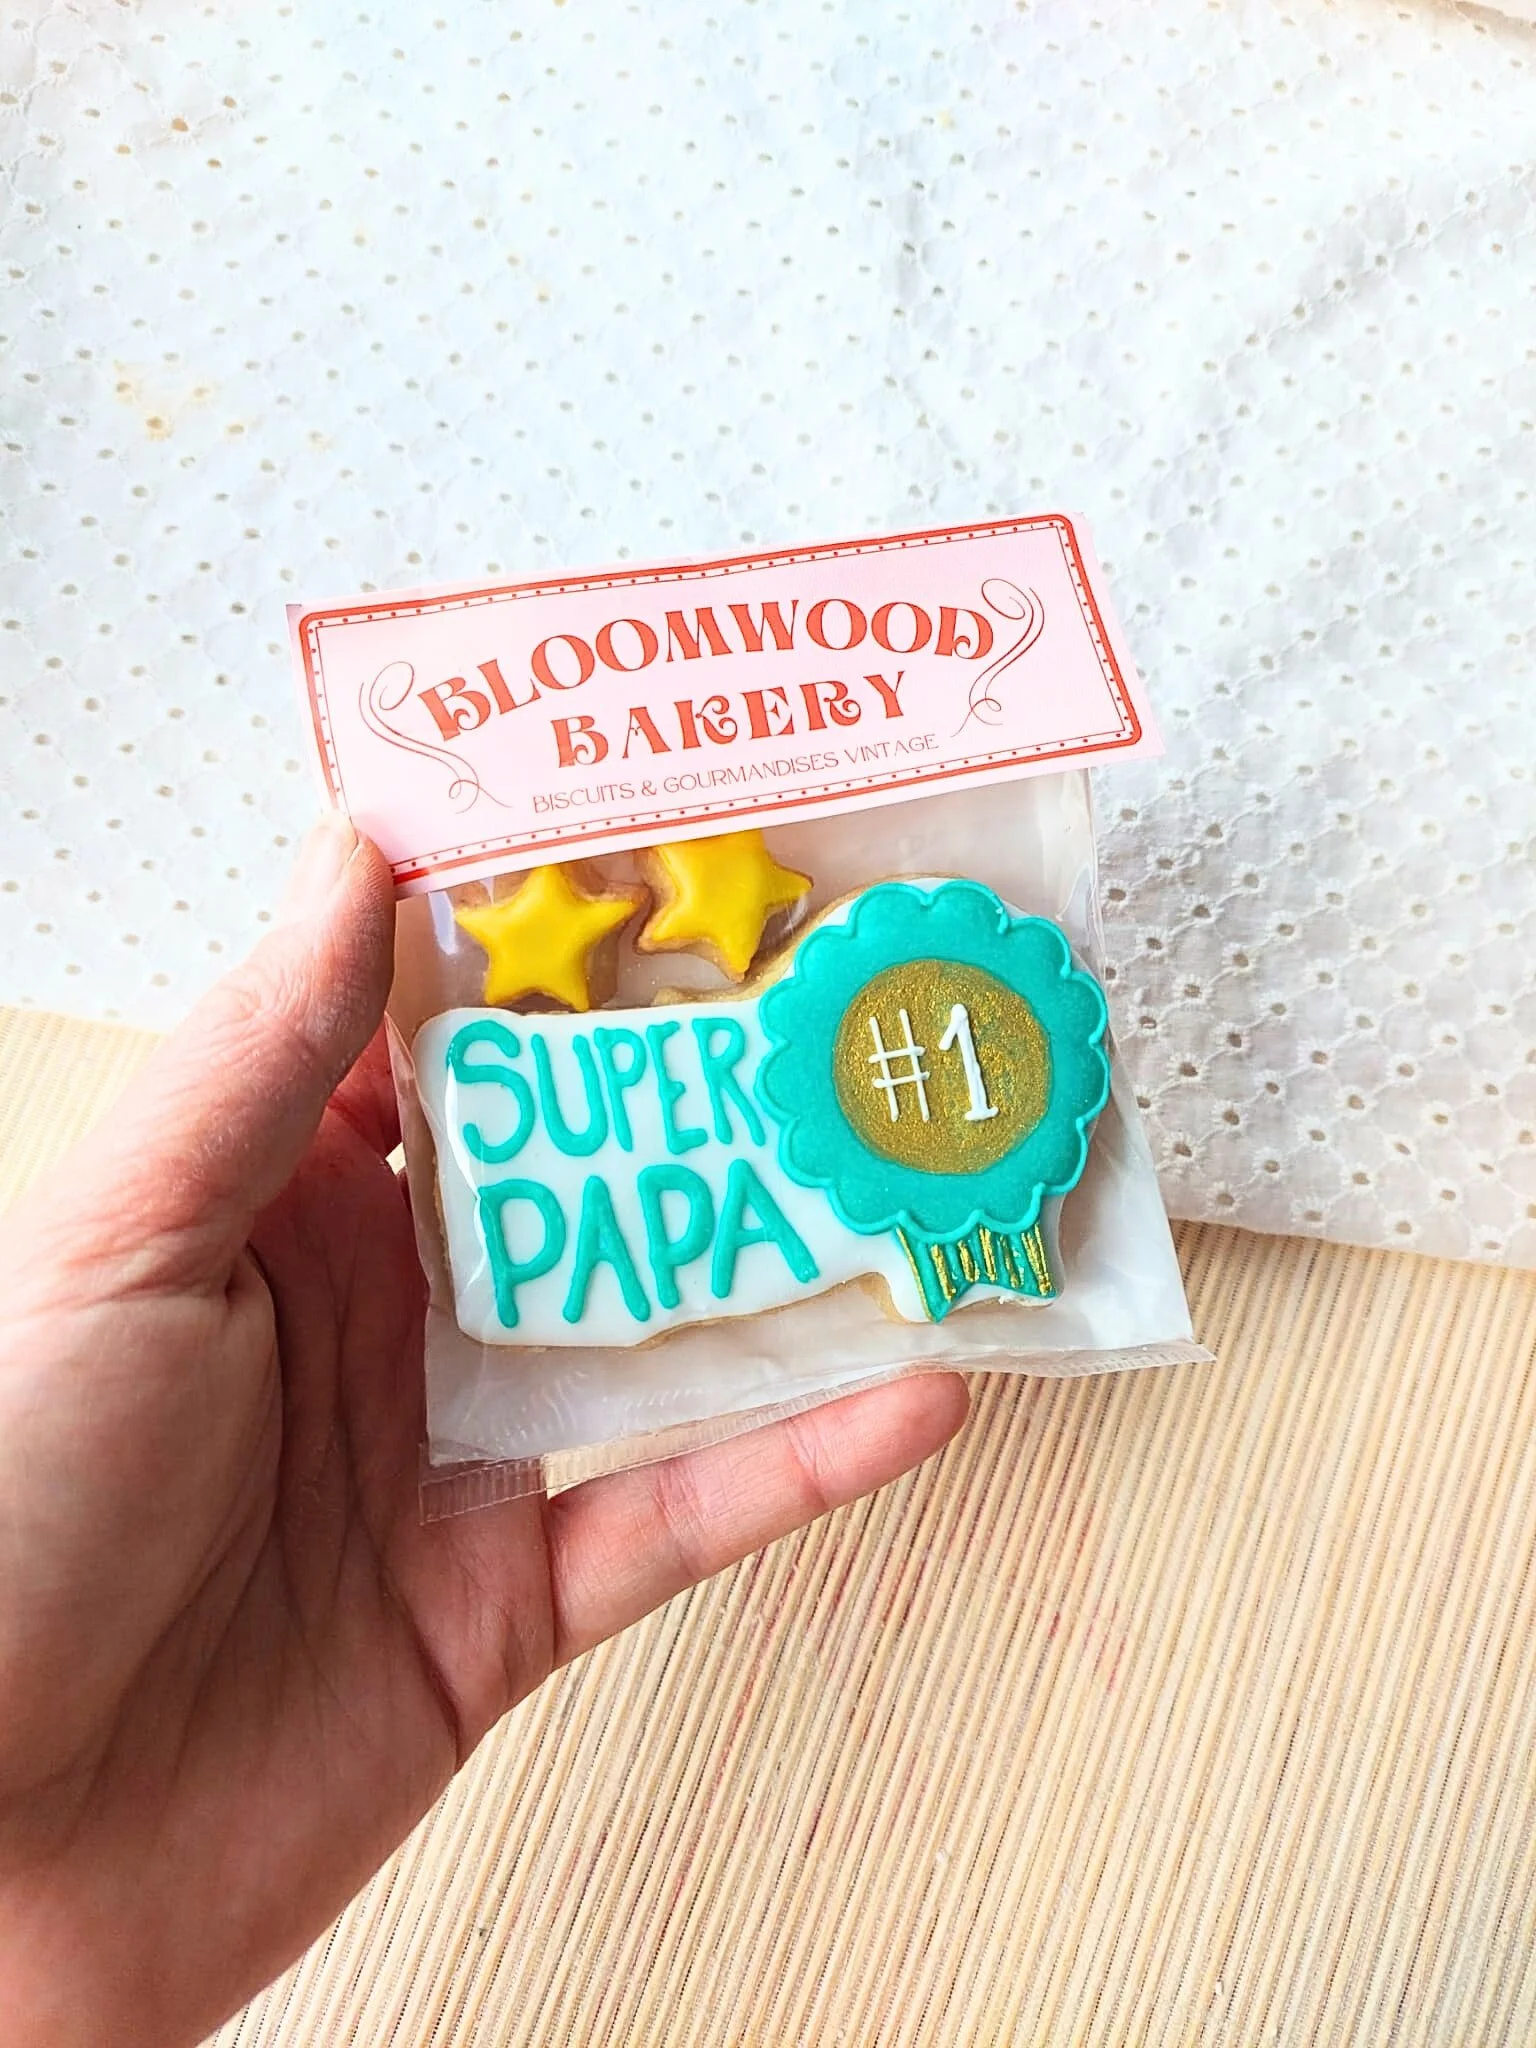 BLOOMWOOD
BAKERY
BISCUITS & GOURMANDISES VINTAGE
SUPER
PAPA
#1